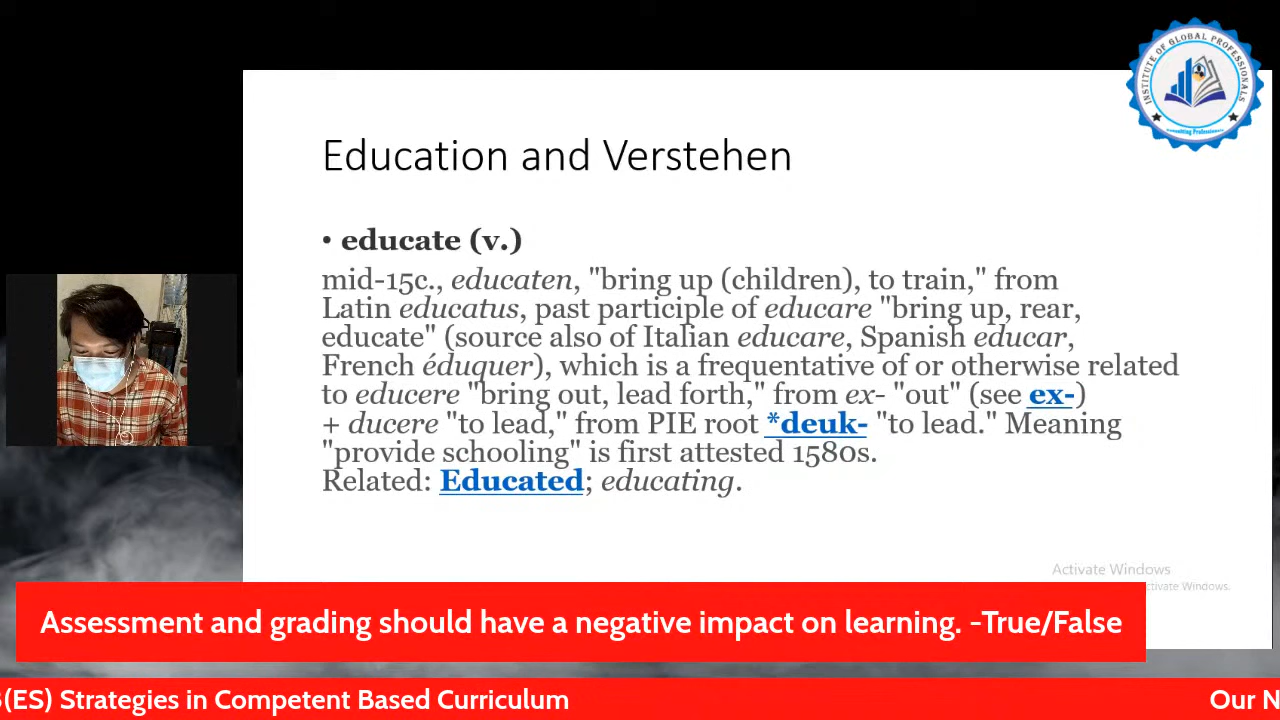 INSTITUTE OF GLOBAL PROFESSIONALS
Education and Verstehen
• educate (v.)
mid-15c., educaten, "bring up (children), to train," from
Latin educatus, past participle of educare "bring up, rear,
educate" (source also of Italian educare, Spanish educar,
French éduquer), which is a frequentative of or otherwise related
to educere "bring out, lead forth," from ex- "out" (see ex-)
+ ducere "to lead," from PIE root *deuk- "to lead." Meaning
"provide schooling" is first attested 1580s.
Related: Educated; educating.
Activate Windows
ctivate Windows.
Assessment and grading should have a negative impact on learning. -True/False
(ES) Strategies in Competent Based Curriculum
Our N